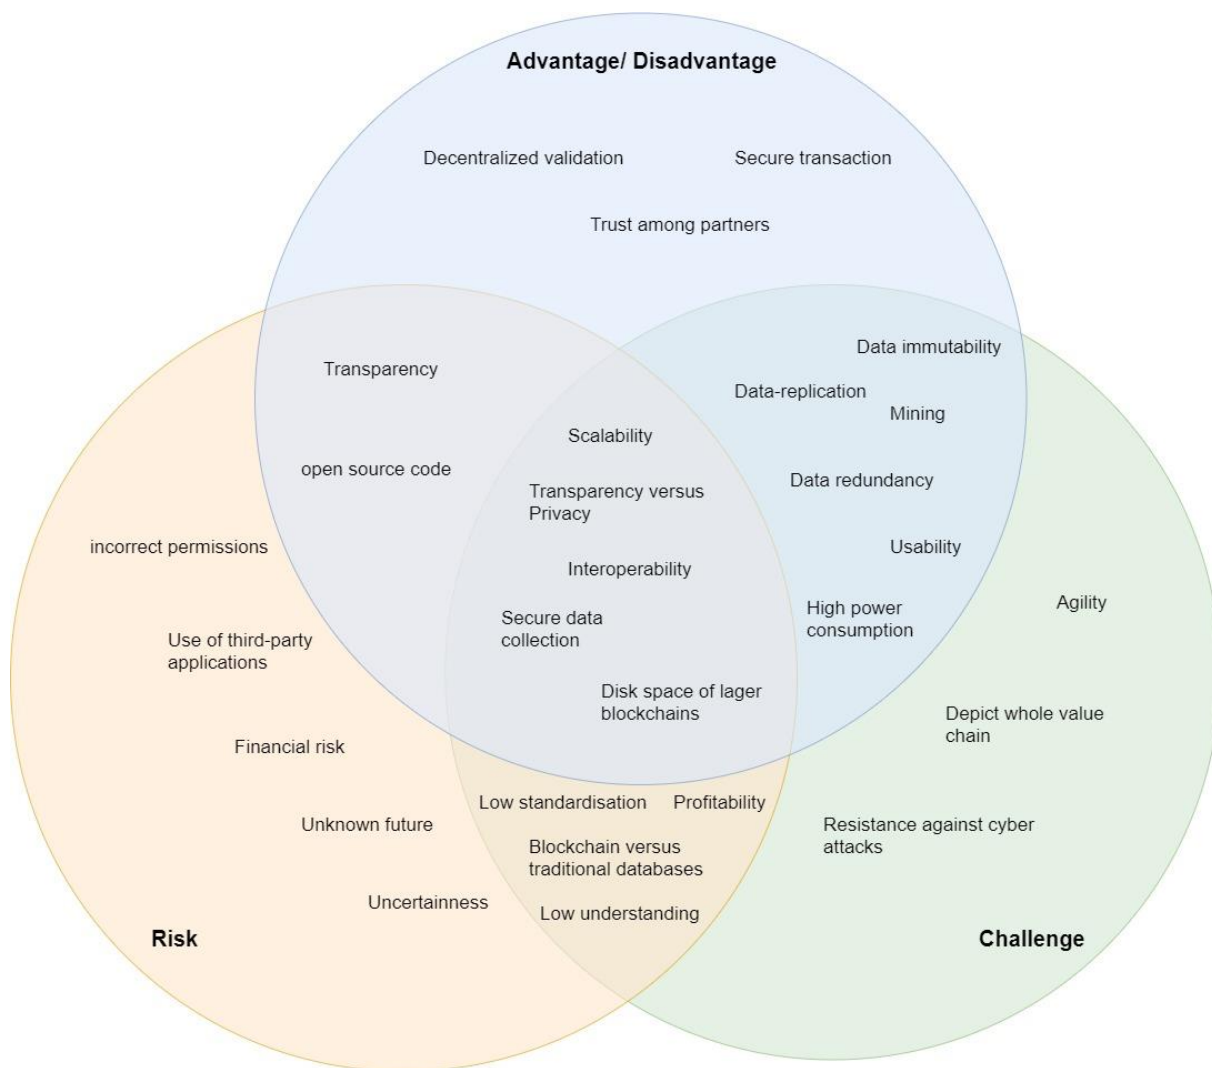 Advantage/ Disadvantage
Decentralized validation
Secure transaction
Trust among partners
Data immutability
Transparency
Data-replication
Mining
Scalability
open source code
Data redundancy
Transparency versus
Privacy
incorrect permissions
Usability
Interoperability
Agility
High power
consumption
Secure data
collection
Use of third-party
applications
Disk space of lager
blockchains
Depict whole value
chain
Financial risk
Low standardisation
Profitability
Unknown future
Resistance against cyber
attacks
Blockchain versus
traditional databases
Uncertainness
Low understanding
Risk
Challenge